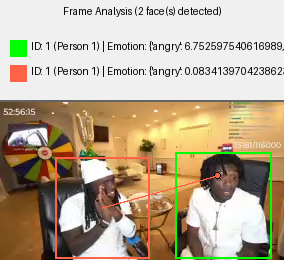 Frame Analysis (2 face(s) detected)
ID: 1 (Person 1) | Emotion: {'angry': 6.752597540616989,
ID: 1 (Person 1) | Emotion: {'angry': 0.083413970423862
52:56:15